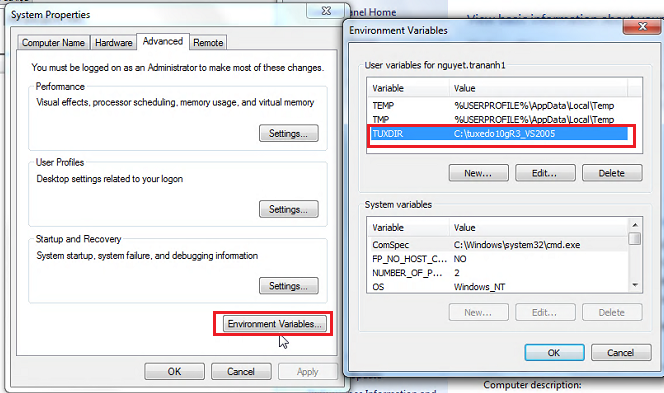 System Properties
Computer Name
Hardware
Advanced
Remote
You must be logged on as an Administrator to make most of these changes.
Performance
Visual effects, processor scheduling, memory usage, and virtual memory
Settings...
User Profiles
Desktop settings related to your logon
Settings...
Startup and Recovery
System startup, system failure, and debugging information
Settings...
Environment Variables...
OK
Cancel
Apply
anel Home
Environment Variables
User variables for nguyet.trananh1
Variable Value
TEMP %USERPROFILE%\AppData\Local\Temp
TMP %USERPROFILE%\AppData\Local\Temp
TUXDIR C:\tuxedo10gR3_VS2005
New...
Edit...
Delete
System variables
Variable Value
ComSpec C:\Windows\system32\cmd.exe
FP_NO_HOST_C... NO
NUMBER_OF_P... 2
OS Windows_NT
New...
Edit...
Delete
OK
Cancel
Computer description: